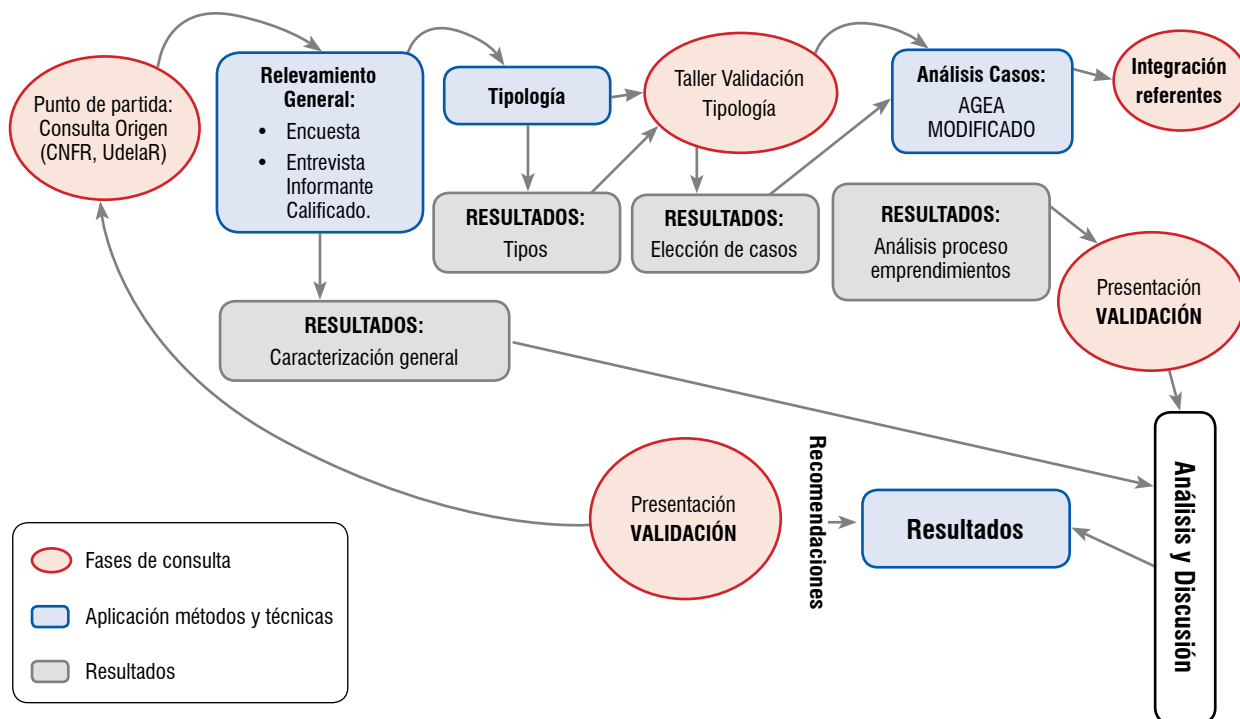 Punto de partida:
Consulta Origen
(CNFR, UdelaR)
Relevamiento
General:
• Encuesta
• Entrevista
Informante
Calificado.
Tipología
Taller Validación
Tipología
Análisis Casos:
AGEA
MODIFICADO
Integración
referentes
RESULTADOS:
Tipos
RESULTADOS:
Elección de casos
RESULTADOS:
Análisis proceso
emprendimientos
Presentación
VALIDACIÓN
RESULTADOS:
Caracterización general
Presentación
VALIDACIÓN
Recomendaciones
Resultados
Análisis y Discusión
Fases de consulta
Aplicación métodos y técnicas
Resultados